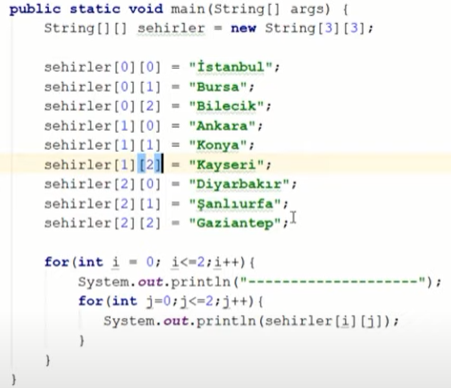 public static void main(String[] args) {
String[][] sehirler = new String[3][3];
sehirler[0][0] = "İstanbul";
sehirler[0][1] = "Bursa";
sehirler[0][2] = "Bilecik";
sehirler[1][0] = "Ankara";
sehirler[1][1] = "Konya";
sehirler[1][2] = "Kayseri";
sehirler[2][0] = "Diyarbakır";
sehirler[2][1] = "Şanlıurfa";
sehirler[2][2] = "Gaziantep";
for(int i = 0; i<=2;i++){
System.out.println("--------------------");
for(int j=0;j<=2;j++){
System.out.println(sehirler[i][j]);
}
}
}